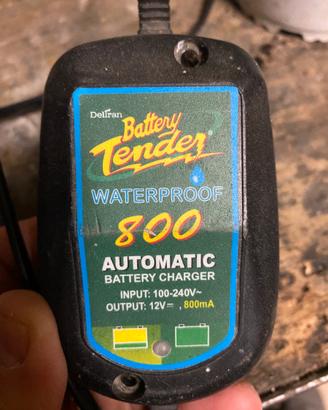 Deltran
Battery
Tender®
WATERPROOF
800
AUTOMATIC
BATTERY CHARGER
INPUT: 100-240V~
OUTPUT: 12V⎓, 800mA